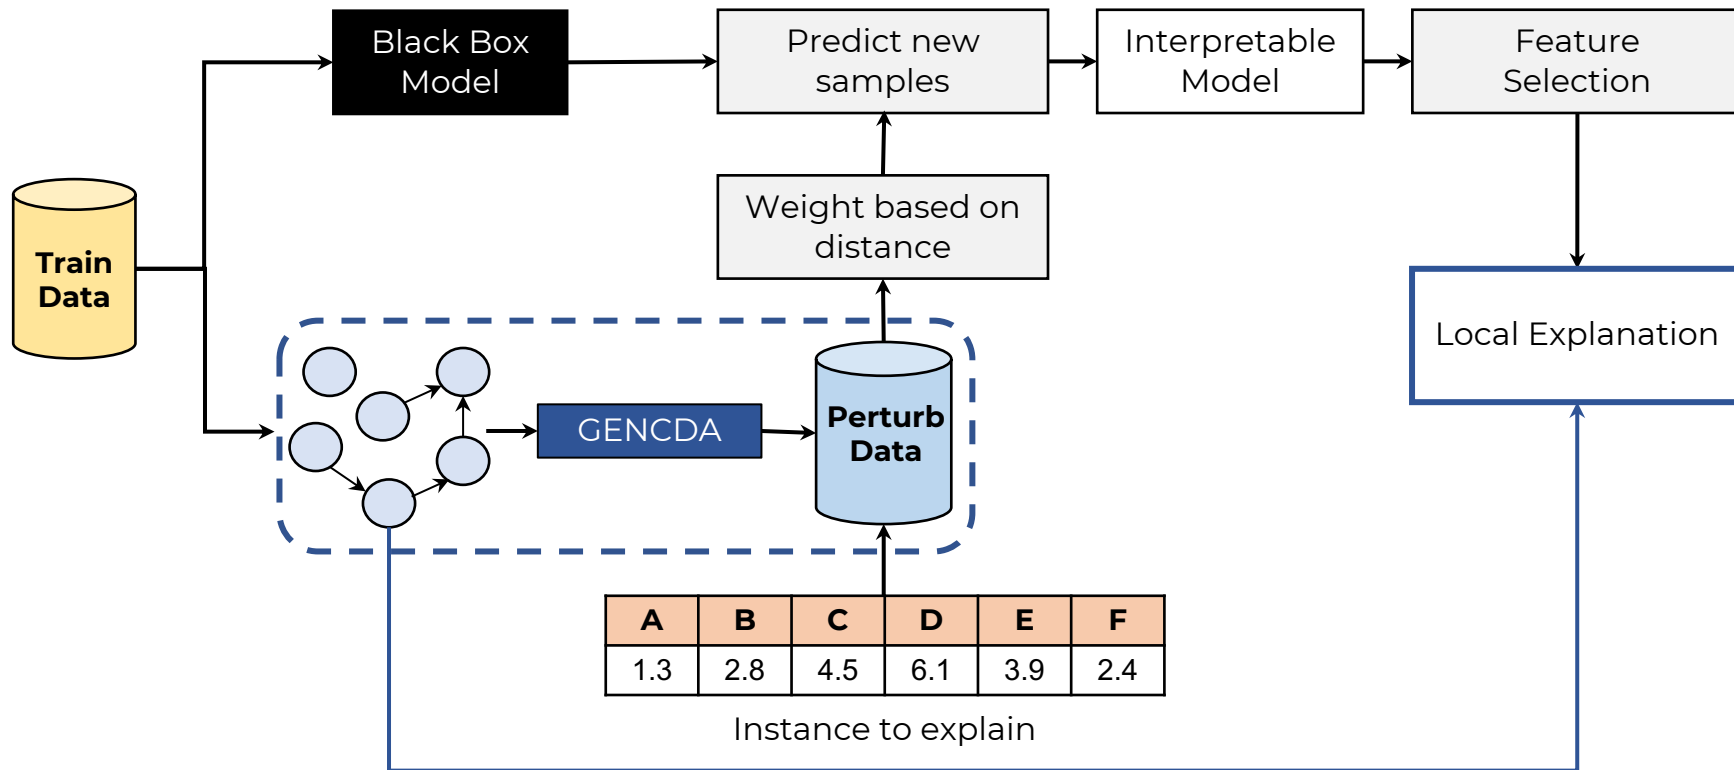 Black Box
Model
Predict new
samples
Interpretable
Model
Feature
Selection
Weight based on
distance
Train
Data
Local Explanation
GENCDA
Perturb
Data
A B C D E F
1.3 2.8 4.5 6.1 3.9 2.4
Instance to explain